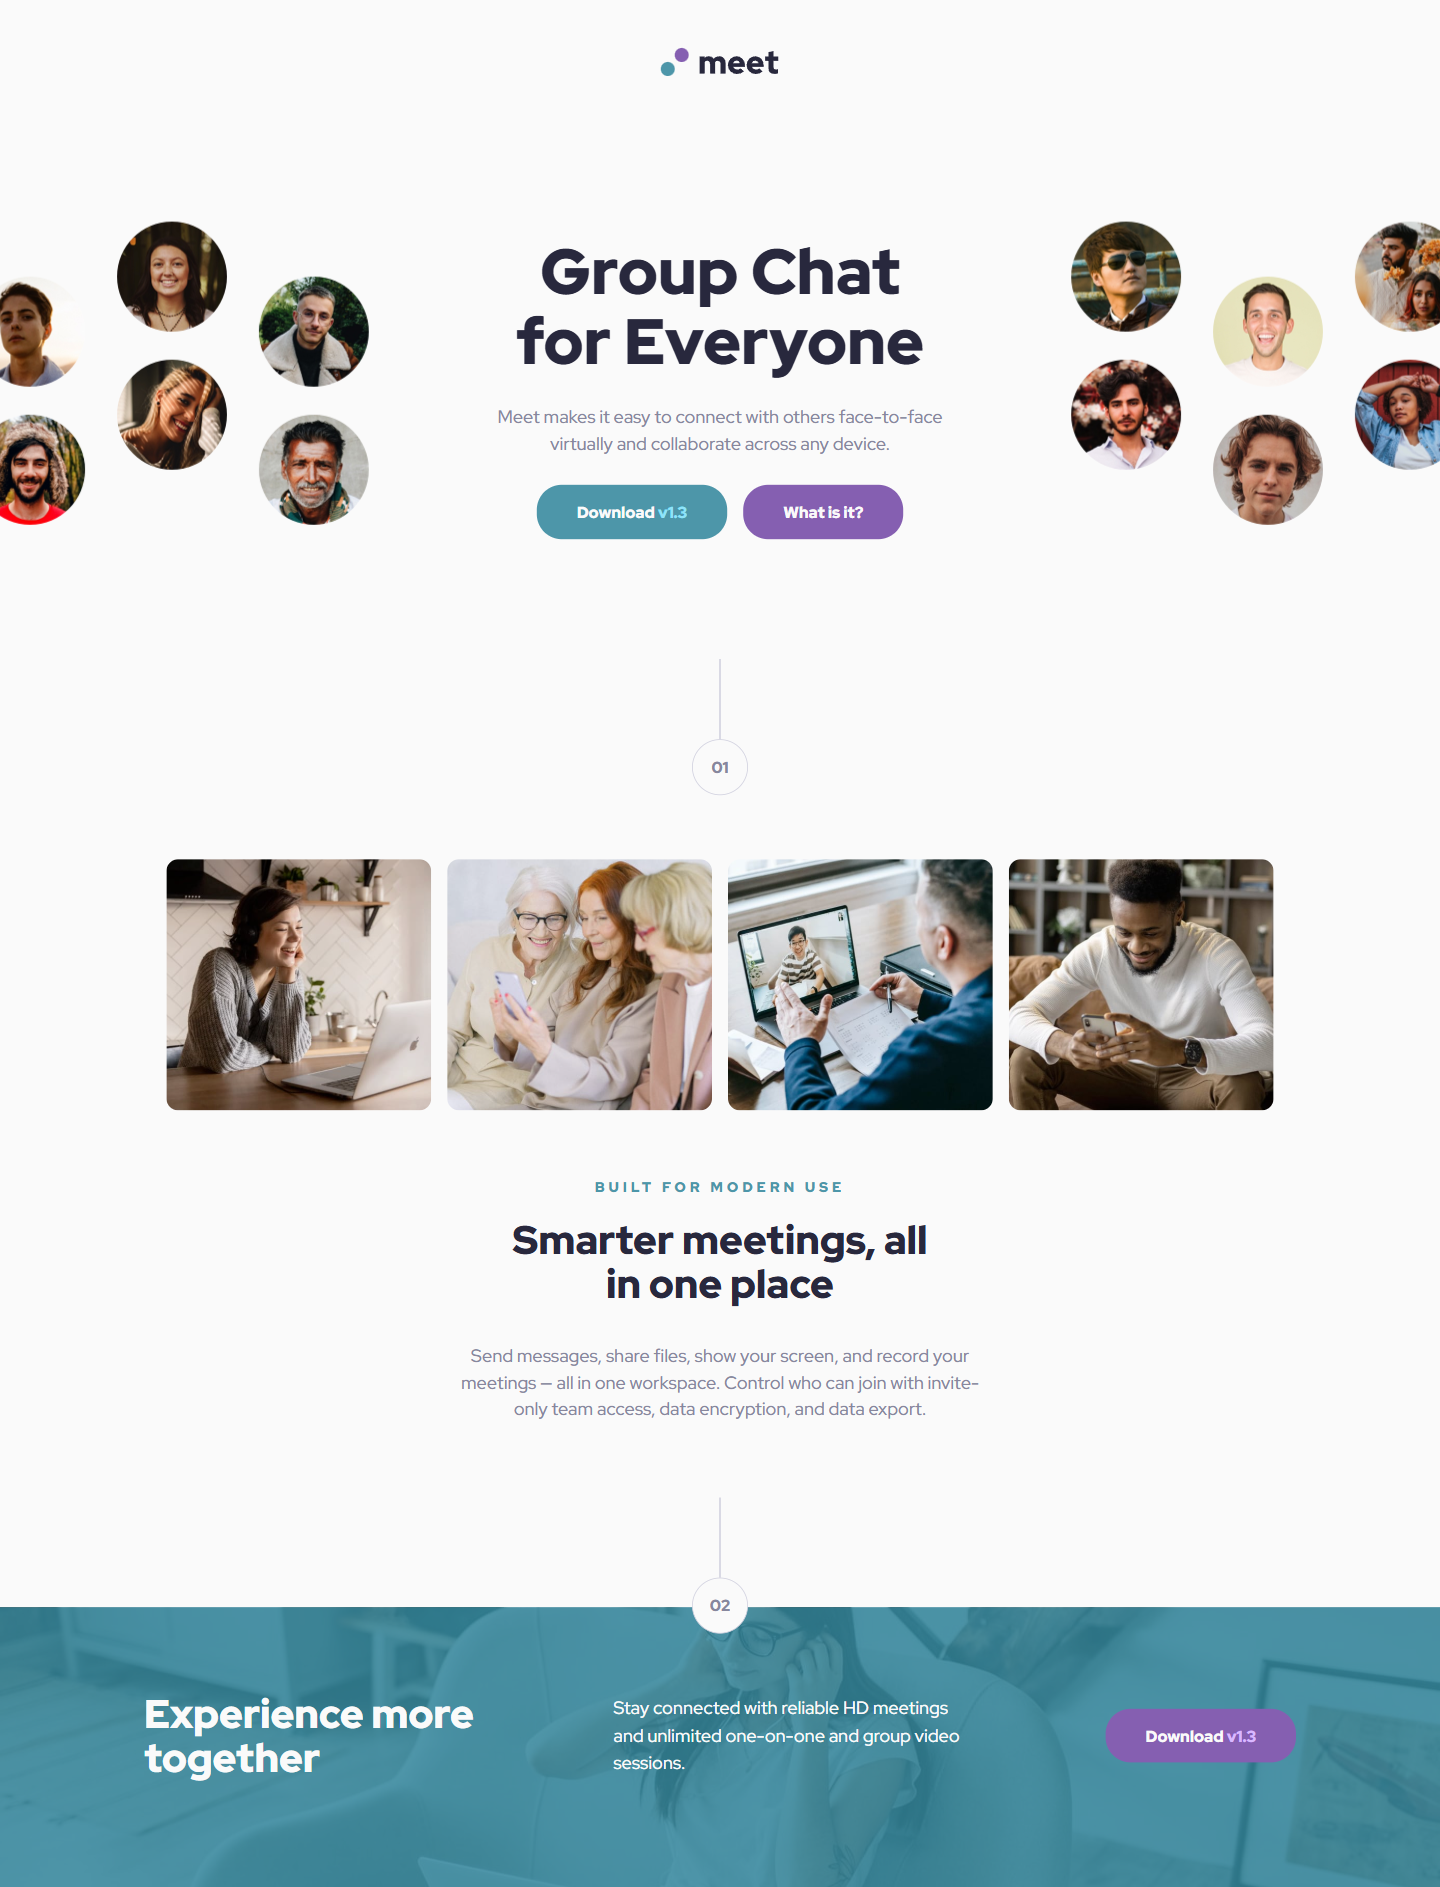 meet
Group Chat
for Everyone
Meet makes it easy to connect with others face-to-face
virtually and collaborate across any device.
Download v1.3
What is it?
01
BUILT FOR MODERN USE
Smarter meetings, all
in one place
Send messages, share files, show your screen, and record your
meetings — all in one workspace. Control who can join with invite-
only team access, data encryption, and data export.
02
Experience more
together
Stay connected with reliable HD meetings
and unlimited one-on-one and group video
sessions.
Download v1.3